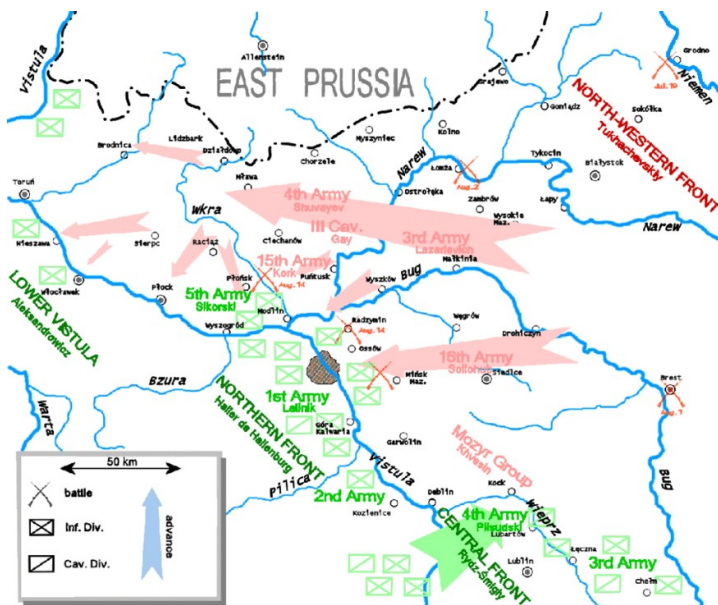 Allenstein
EAST PRUSSIA
Vistula
Grajewo
Grodno
Jul.19
Niemen
NORTH-WESTERN FRONT
Tukhachevskiy
Goniądz
Sokółka
Lidzbark
Brodnica
Działdowo
Myszyniec
Kolno
Chorzele
Narew
Mława
Łomża
Aug.2
Tykocin
Białystok
Toruń
Ostrołęka
Zambrów
Wysokie
Maz.
Łapy
Narew
4th Army
Shuvayev
III Cav.
Gay
3rd Army
Lazarievich
Wkra
Nieszawa
Sierpc
Raciąż
Ciechanów
15th Army
Kork
Aug.14
Pułtusk
Bug
Małkinia
Wyszków
LOWER VISTULA
Aleksandrowicz
Włocławek
Płock
Płońsk
5th Army
Sikorski
Modlin
Wyszogród
Radzymin
Aug.14
Ossów
Węgrów
Drohiczyn
16th Army
Siedlce
Mińsk
Maz.
Brest
Aug.1
Bzura
Warta
NORTHERN FRONT
Haller de Hallenburg
1st Army
Latinik
Góra
Kalwaria
Garwolin
Mozyr Group
Khvesin
Vistula
Pilica
2nd Army
Kozienice
Dęblin
Kock
Wieprz
4th Army
Piłsudski
Lubartów
CENTRAL FRONT
Rydz-Śmigły
Lublin
Łęczna
3rd Army
Chełm
Bug
50 km
battle
Inf. Div.
Cav. Div.
advance